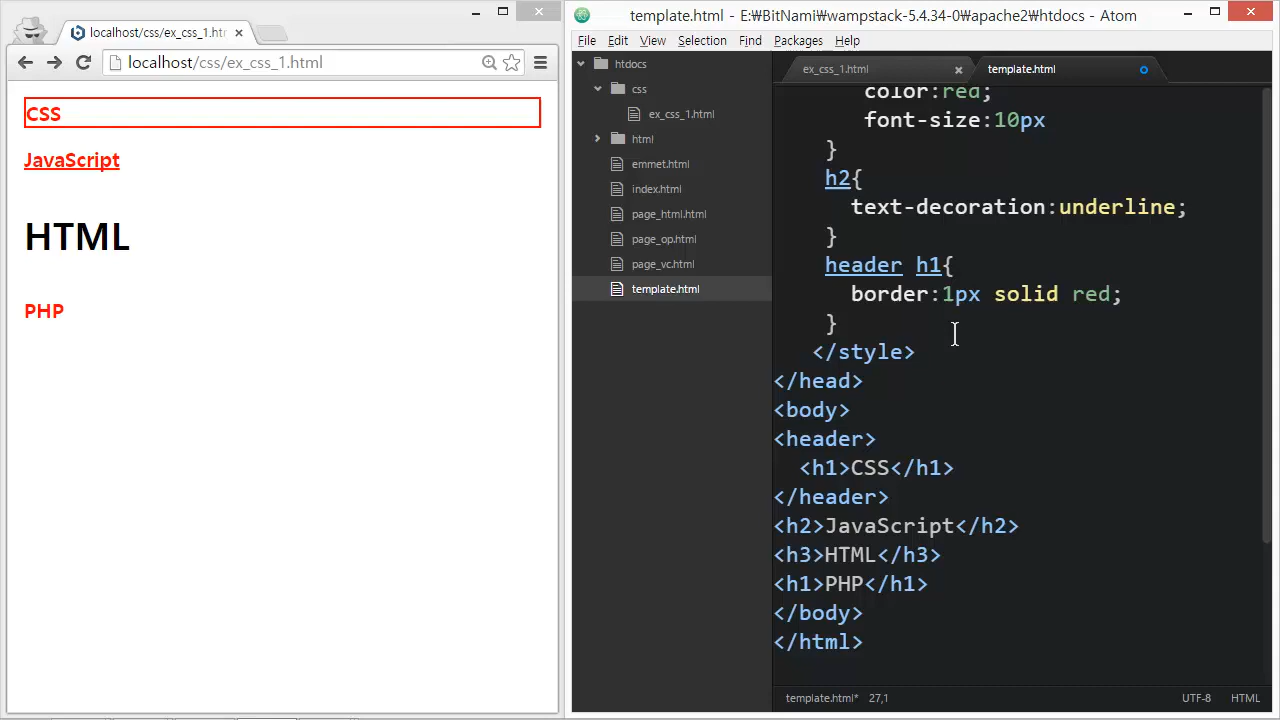 localhost/css/ex_css_1.ht
localhost/css/ex_css_1.html
CSS
JavaScript
HTML
PHP
template.html - E:₩BitNami₩wampstack-5.4.34-0₩apache2₩htdocs - Atom
File Edit View Selection Find Packages Help
htdocs
css
ex_css_1.html
html
emmet.html
index.html
page_html.html
page_op.html
page_vc.html
template.html
ex_css_1.html
template.html
color:red;
font-size:10px
}
h2{
text-decoration:underline;
}
header h1{
border:1px solid red;
}
</style>
</head>
<body>
<header>
<h1>CSS</h1>
</header>
<h2>JavaScript</h2>
<h3>HTML</h3>
<h1>PHP</h1>
</body>
</html>
template.html* 27,1
UTF-8 HTML